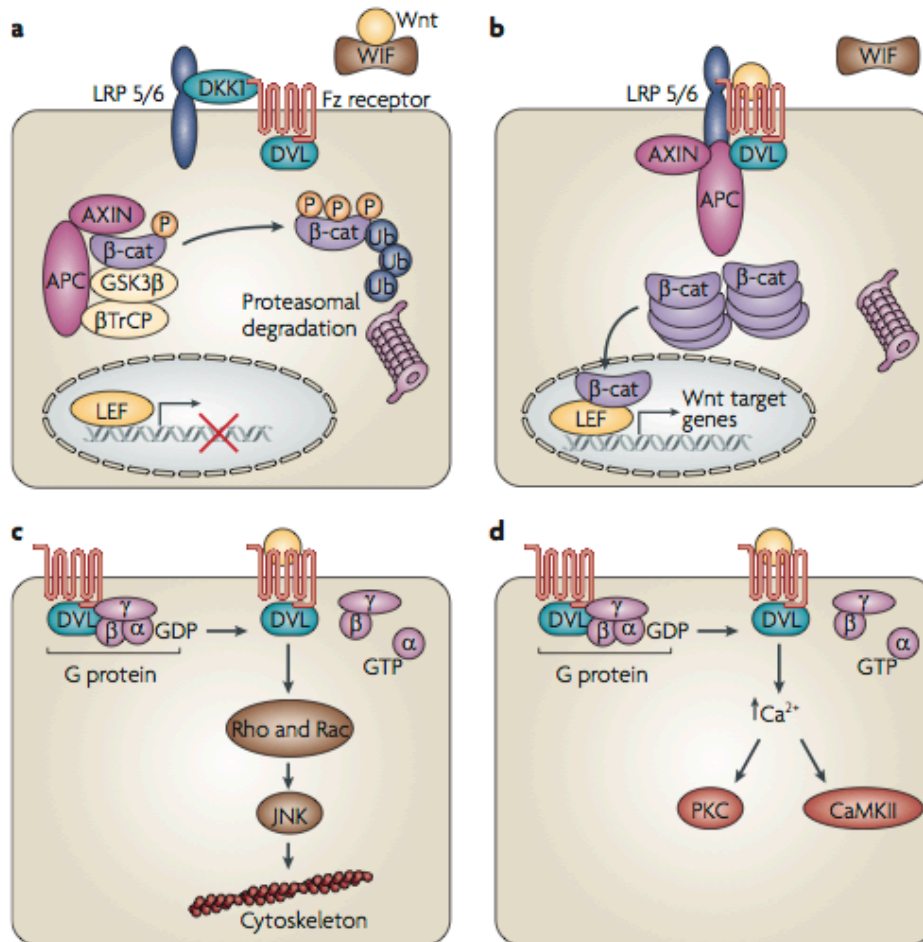 a
Wnt
WIF
LRP 5/6
DKK1
Fz receptor
DVL
AXIN
P
β-cat
APC
GSK3β
βTrCP
P P P
β-cat
Ub
Ub
Ub
Proteasomal
degradation
LEF
b
WIF
LRP 5/6
AXIN
DVL
APC
β-cat
β-cat
β-cat
LEF
Wnt target
genes
c
DVL
γ
β α
GDP
G protein
DVL
γ
β
α
GTP
Rho and Rac
JNK
Cytoskeleton
d
DVL
γ
β α
GDP
G protein
DVL
γ
β
α
GTP
↑Ca²⁺
PKC
CaMKII